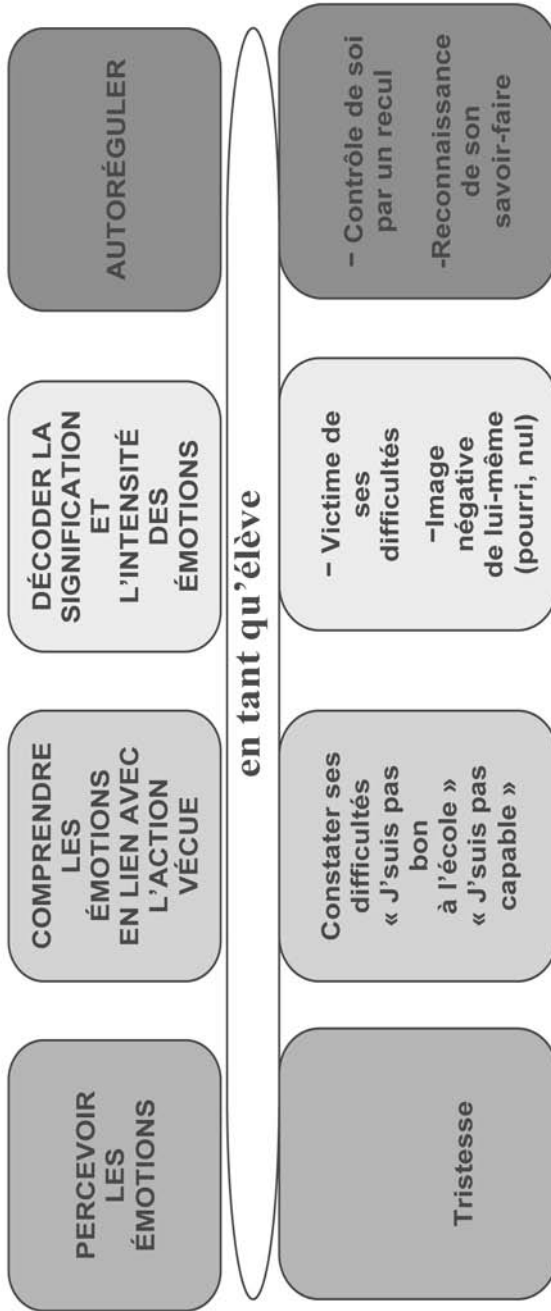 PERCEVOIR
LES
ÉMOTIONS
COMPRENDRE
LES
ÉMOTIONS
EN LIEN AVEC
L’ACTION
VÉCUE
DÉCODER LA
SIGNIFICATION
ET
L’INTENSITÉ
DES
ÉMOTIONS
AUTORÉGULER
en tant qu’élève
Tristesse
Constater ses
difficultés
« J’suis pas
bon
à l’école »
« J’suis pas
capable »
– Victime de
ses
difficultés
–Image
négative
de lui-même
(pourri, nul)
– Contrôle de soi
par un recul
-Reconnaissance
de son
savoir-faire